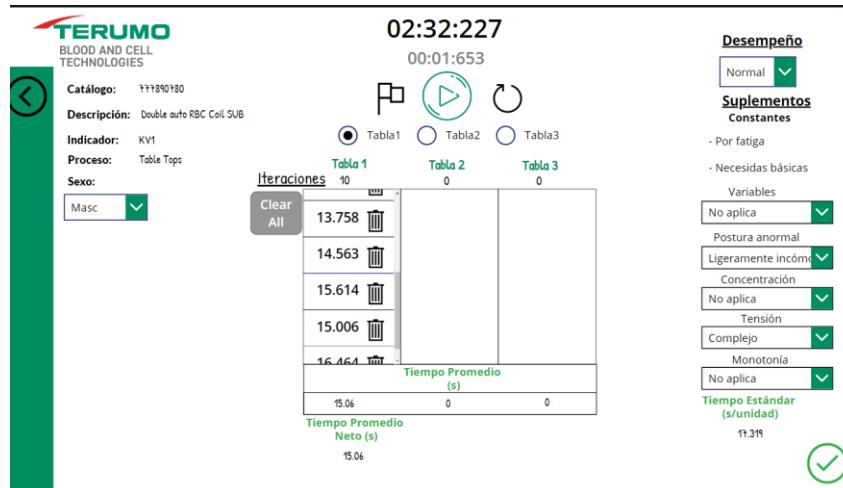 TERUMO
BLOOD AND CELL
TECHNOLOGIES
Catálogo: 777890780
Descripción: Double auto RBC Coil SUB
Indicador: KV1
Proceso: Table Tops
Sexo:
Masc
02:32:227
00:01:653
Tabla1 Tabla2 Tabla3
Tabla 1 Tabla 2 Tabla 3
Iteraciones 10 0 0
Clear
All
13.758
14.563
15.614
15.006
16.464
Tiempo Promedio
(s)
15.06 0 0
Tiempo Promedio
Neto (s)
15.06
Desempeño
Normal
Suplementos
Constantes
- Por fatiga
- Necesidas básicas
Variables
No aplica
Postura anormal
Ligeramente incómo
Concentración
No aplica
Tensión
Complejo
Monotonía
No aplica
Tiempo Estándar
(s/unidad)
17.319